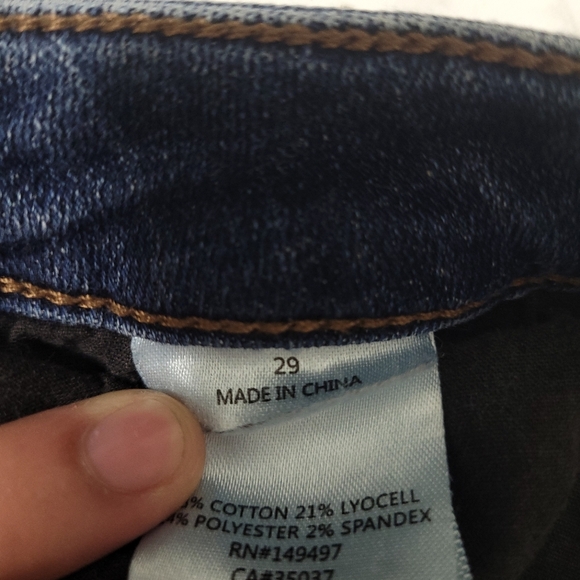 29
MADE IN CHINA
% COTTON 21% LYOCELL
% POLYESTER 2% SPANDEX
RN#149497
CA#35037